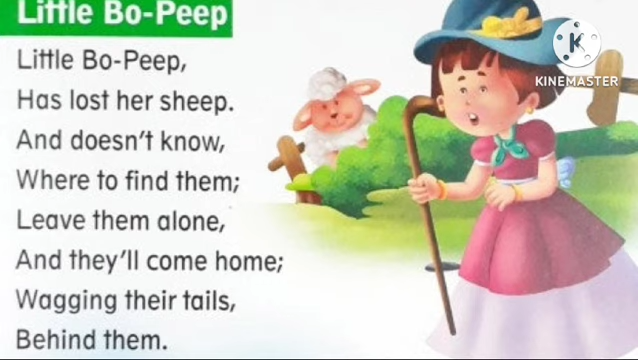 Little Bo-Peep
Little Bo-Peep,
Has lost her sheep.
And doesn't know,
Where to find them;
Leave them alone,
And they'll come home;
Wagging their tails,
Behind them.
K
KINEMASTER